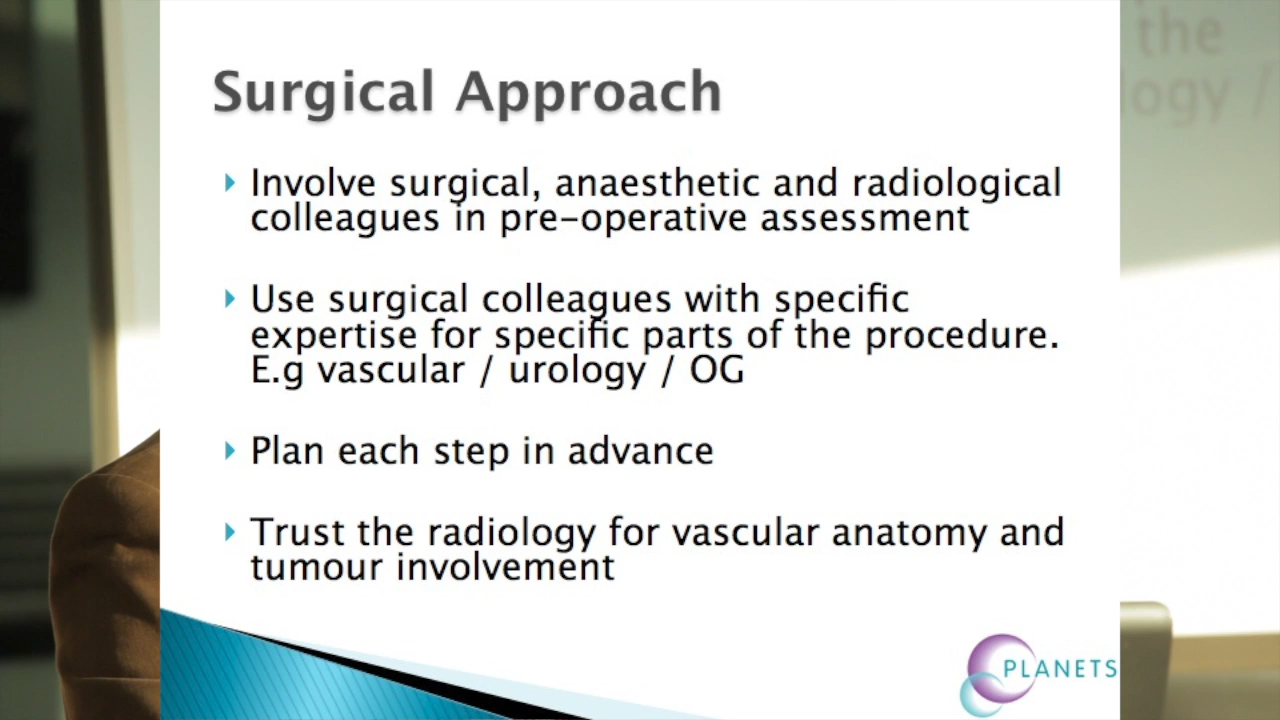 Surgical Approach
Involve surgical, anaesthetic and radiological
colleagues in pre-operative assessment
Use surgical colleagues with specific
expertise for specific parts of the procedure.
E.g vascular / urology / OG
Plan each step in advance
Trust the radiology for vascular anatomy and
tumour involvement
PLANETS
the
logy /